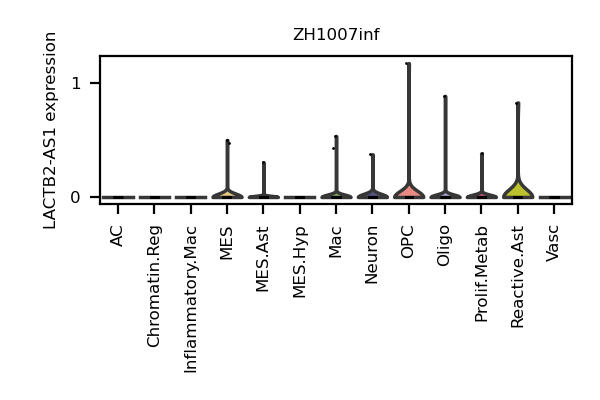 ZH1007inf
LACTB2-AS1 expression
1
0
AC
Chromatin.Reg
Inflammatory.Mac
MES
MES.Ast
MES.Hyp
Mac
Neuron
OPC
Oligo
Prolif.Metab
Reactive.Ast
Vasc